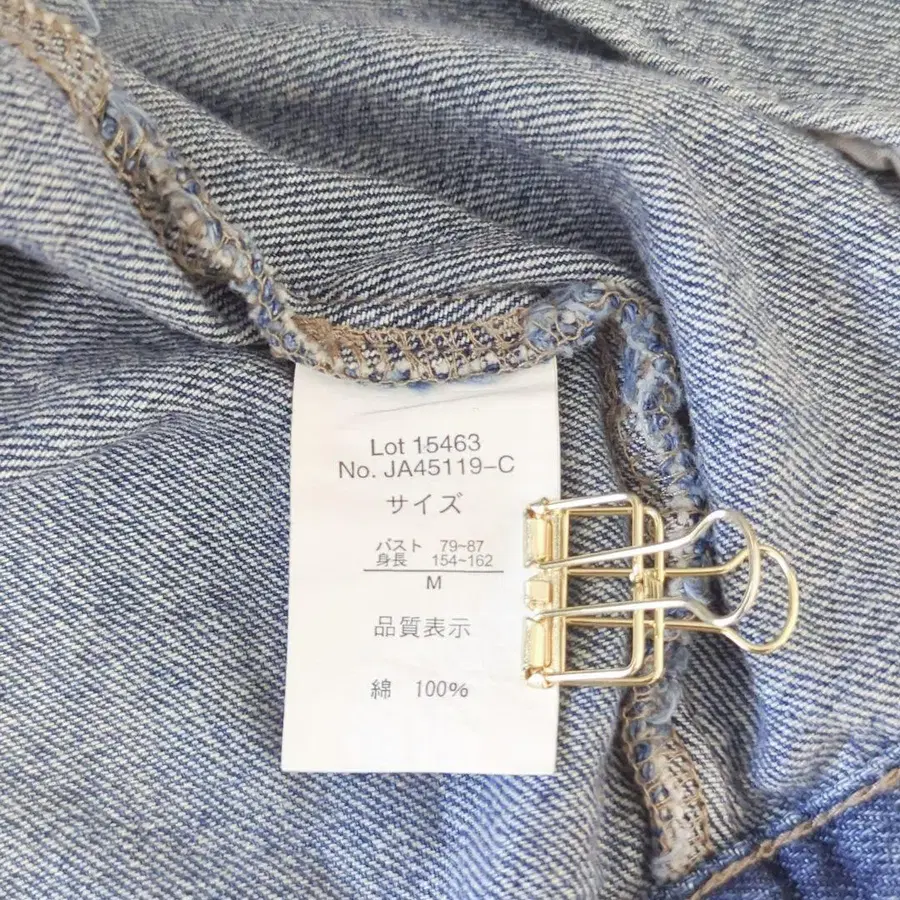 Lot 15463
No. JA45119-C
サイズ
バスト 79~87
身長 154~162
M
品質表示
綿 100%